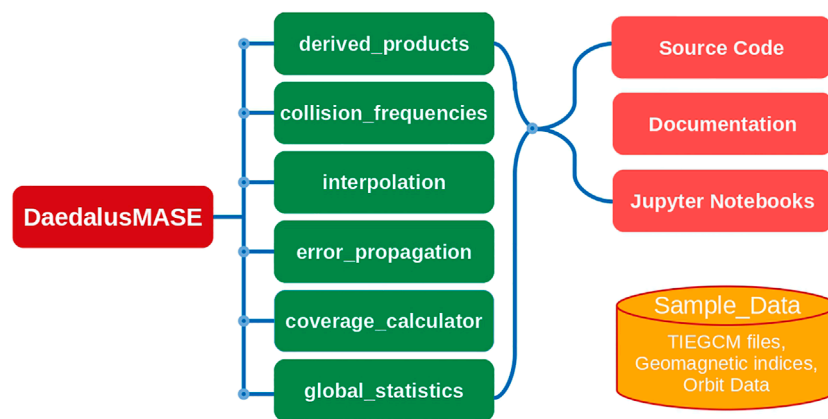 DaedalusMASE
derived_products
collision_frequencies
interpolation
error_propagation
coverage_calculator
global_statistics
Source Code
Documentation
Jupyter Notebooks
Sample_Data
TIEGCM files,
Geomagnetic indices,
Orbit Data